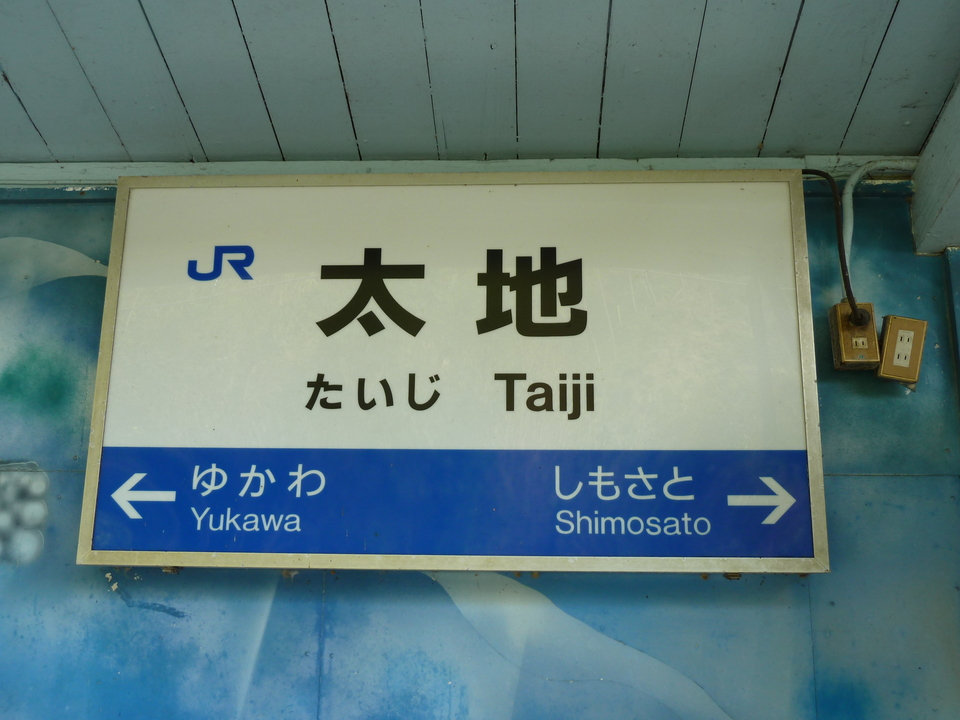 JR
太地
たいじ Taiji
ゆかわ
Yukawa
しもさと
Shimosato